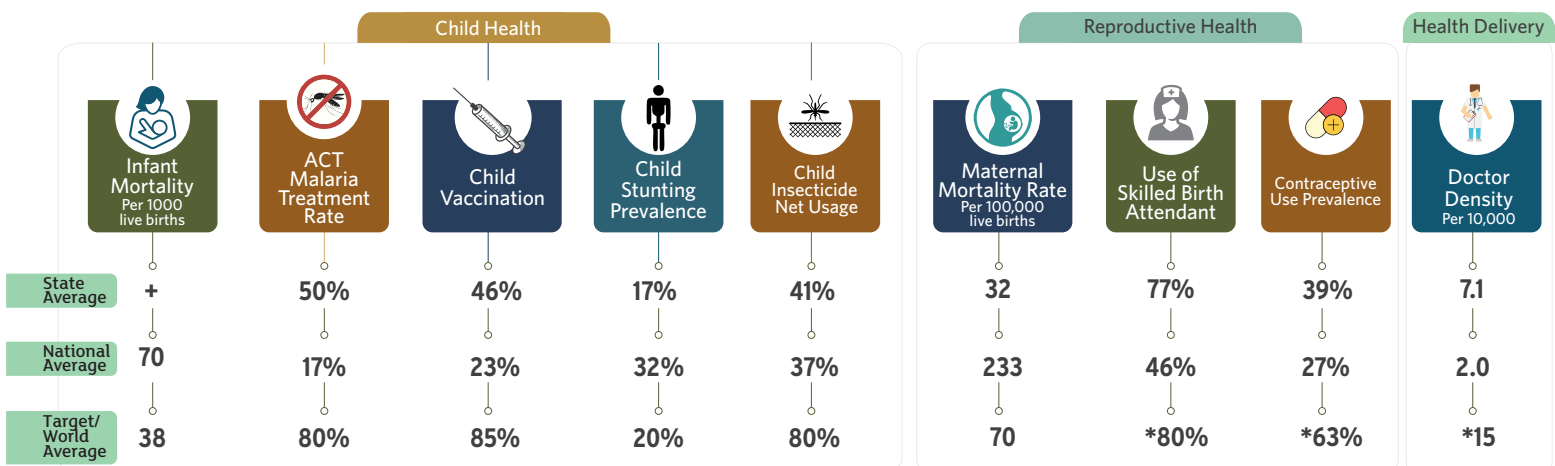 Child Health
Reproductive Health
Health Delivery
Infant
Mortality
Per 1000
live births
ACT
Malaria
Treatment
Rate
Child
Vaccination
Child
Stunting
Prevalence
Child
Insecticide
Net Usage
Maternal
Mortality Rate
Per 100,000
live births
Use of
Skilled Birth
Attendant
Contraceptive
Use Prevalence
Doctor
Density
Per 10,000
State
Average
+ 50% 46% 17% 41% 32 77% 39% 7.1
National
Average
70 17% 23% 32% 37% 233 46% 27% 2.0
Target/
World
Average
38 80% 85% 20% 80% 70 *80% *63% *15